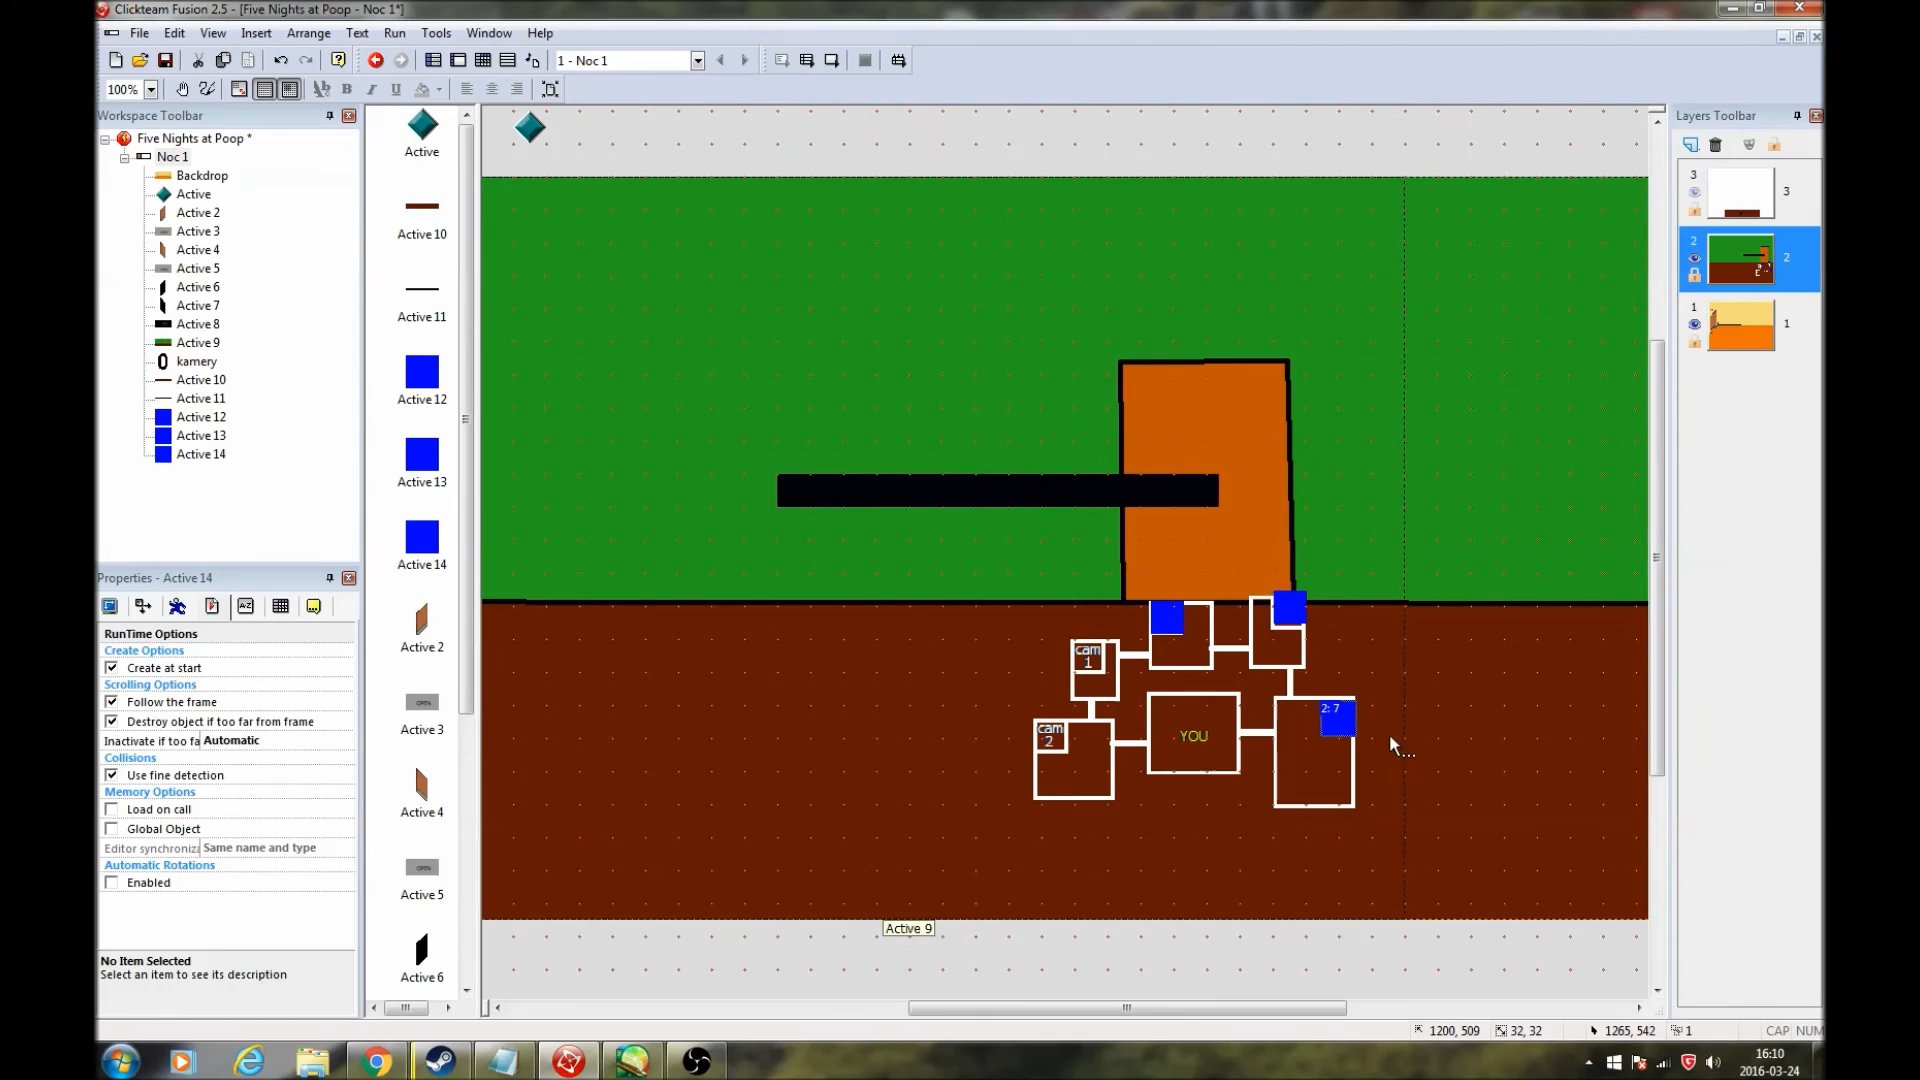 Clickteam Fusion 2.5 - [Five Nights at Poop - Noc 1*]
File Edit View Insert Arrange Text Run Tools Window Help
1 - Noc 1
100%
Workspace Toolbar
Five Nights at Poop *
Noc 1
Backdrop
Active
Active 2
Active 3
Active 4
Active 5
Active 6
Active 7
Active 8
Active 9
kamery
Active 10
Active 11
Active 12
Active 13
Active 14
Properties - Active 14
RunTime Options
Create Options
Create at start
Scrolling Options
Follow the frame
Destroy object if too far from frame
Inactivate if too fa Automatic
Collisions
Use fine detection
Memory Options
Load on call
Global Object
Editor synchroniza Same name and type
Automatic Rotations
Enabled
No Item Selected
Select an item to see its description
Active
Active 10
Active 11
Active 12
Active 13
Active 14
Active 2
OPEN
Active 3
Active 4
OPEN
Active 5
Active 6
cam
1
cam
2
YOU
2: 7
Active 9
Layers Toolbar
3
3
2
2
1
1
1200, 509
32, 32
1265, 542
1
CAP NUM
16:10
2016-03-24